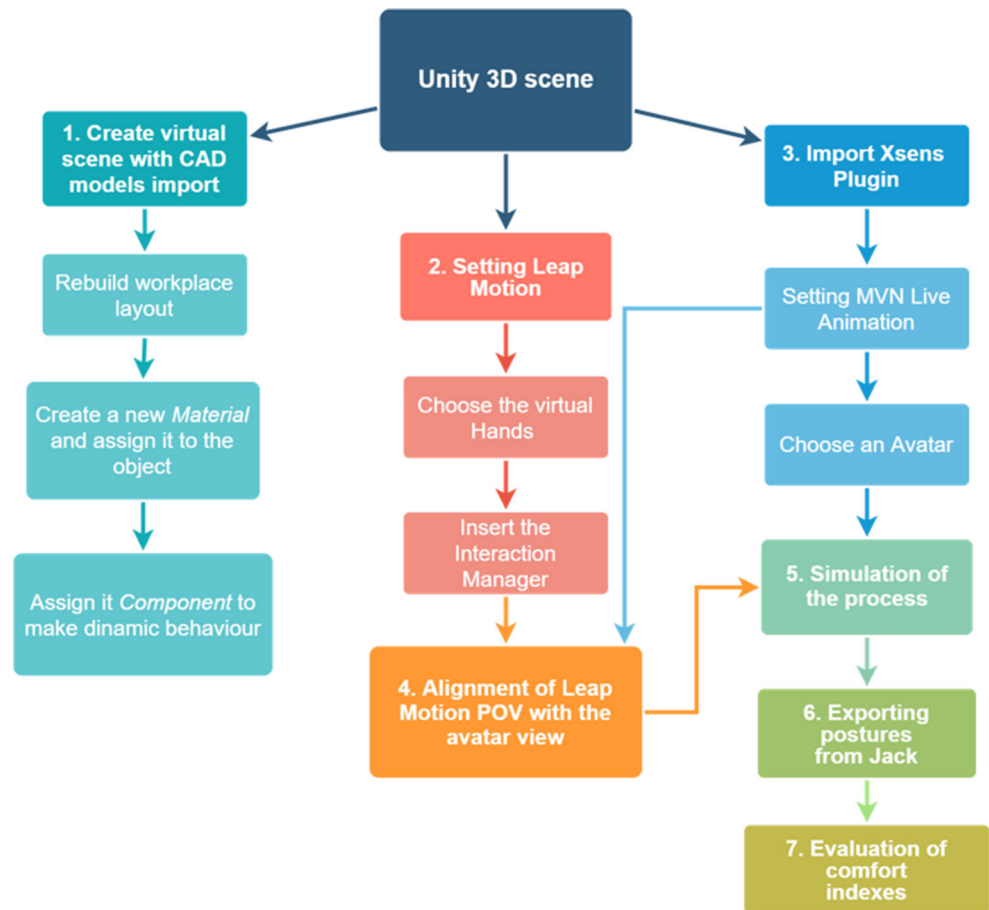 Unity 3D scene
1. Create virtual
scene with CAD
models import
Rebuild workplace
layout
Create a new Material
and assign it to the
object
Assign it Component to
make dinamic behaviour
2. Setting Leap
Motion
Choose the virtual
Hands
Insert the
Interaction
Manager
4. Alignment of Leap
Motion POV with the
avatar view
3. Import Xsens
Plugin
Setting MVN Live
Animation
Choose an Avatar
5. Simulation of
the process
6. Exporting
postures
from Jack
7. Evaluation of
comfort
indexes